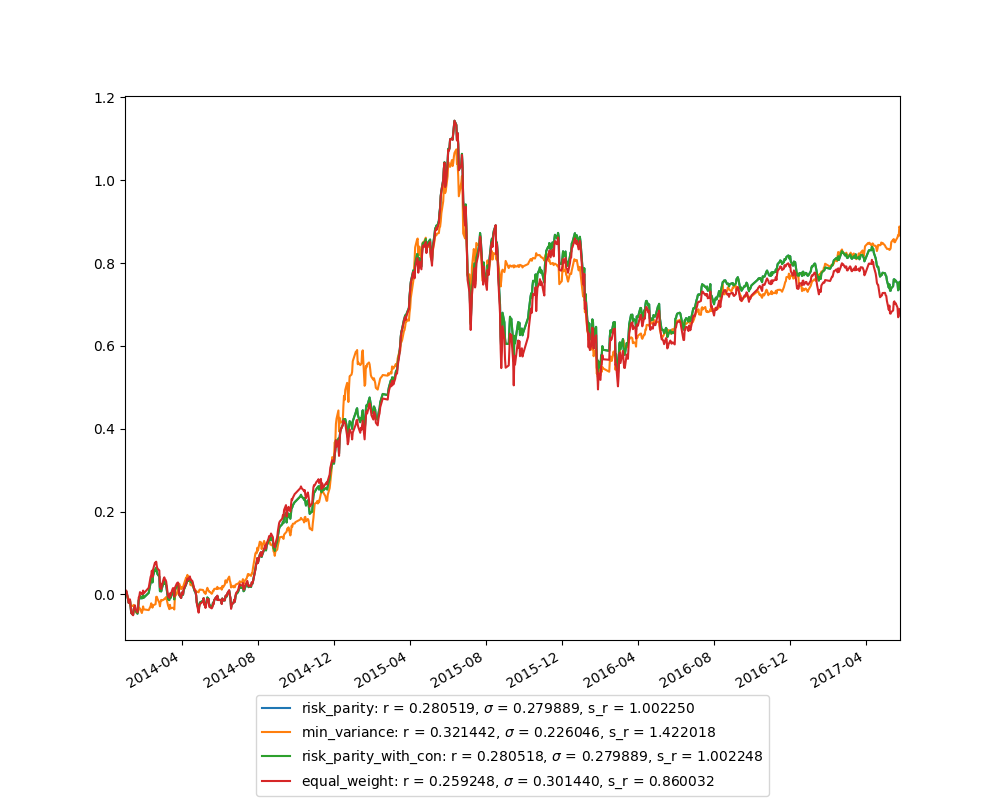 1.2
1.0
0.8
0.6
0.4
0.2
0.0
2014-04 2014-08 2014-12 2015-04 2015-08 2015-12 2016-04 2016-08 2016-12 2017-04
risk_parity: r = 0.280519, σ = 0.279889, s_r = 1.002250
min_variance: r = 0.321442, σ = 0.226046, s_r = 1.422018
risk_parity_with_con: r = 0.280518, σ = 0.279889, s_r = 1.002248
equal_weight: r = 0.259248, σ = 0.301440, s_r = 0.860032